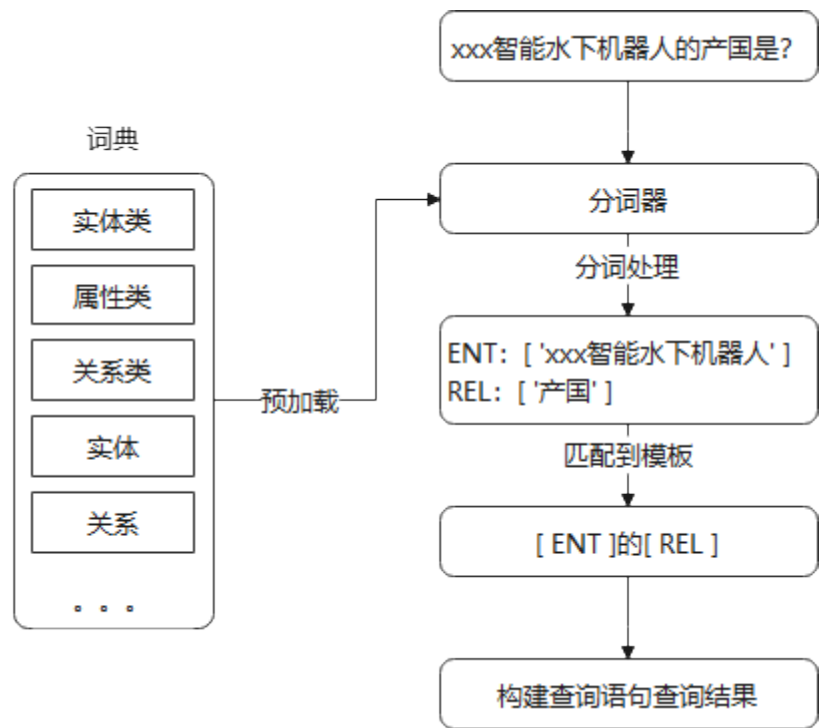 xxx智能水下机器人的产国是?
词典
实体类
属性类
关系类
实体
关系
。。。
预加载
分词器
分词处理
ENT: [ 'xxx智能水下机器人' ]
REL: [ '产国' ]
匹配到模板
[ ENT ]的[ REL ]
构建查询语句查询结果